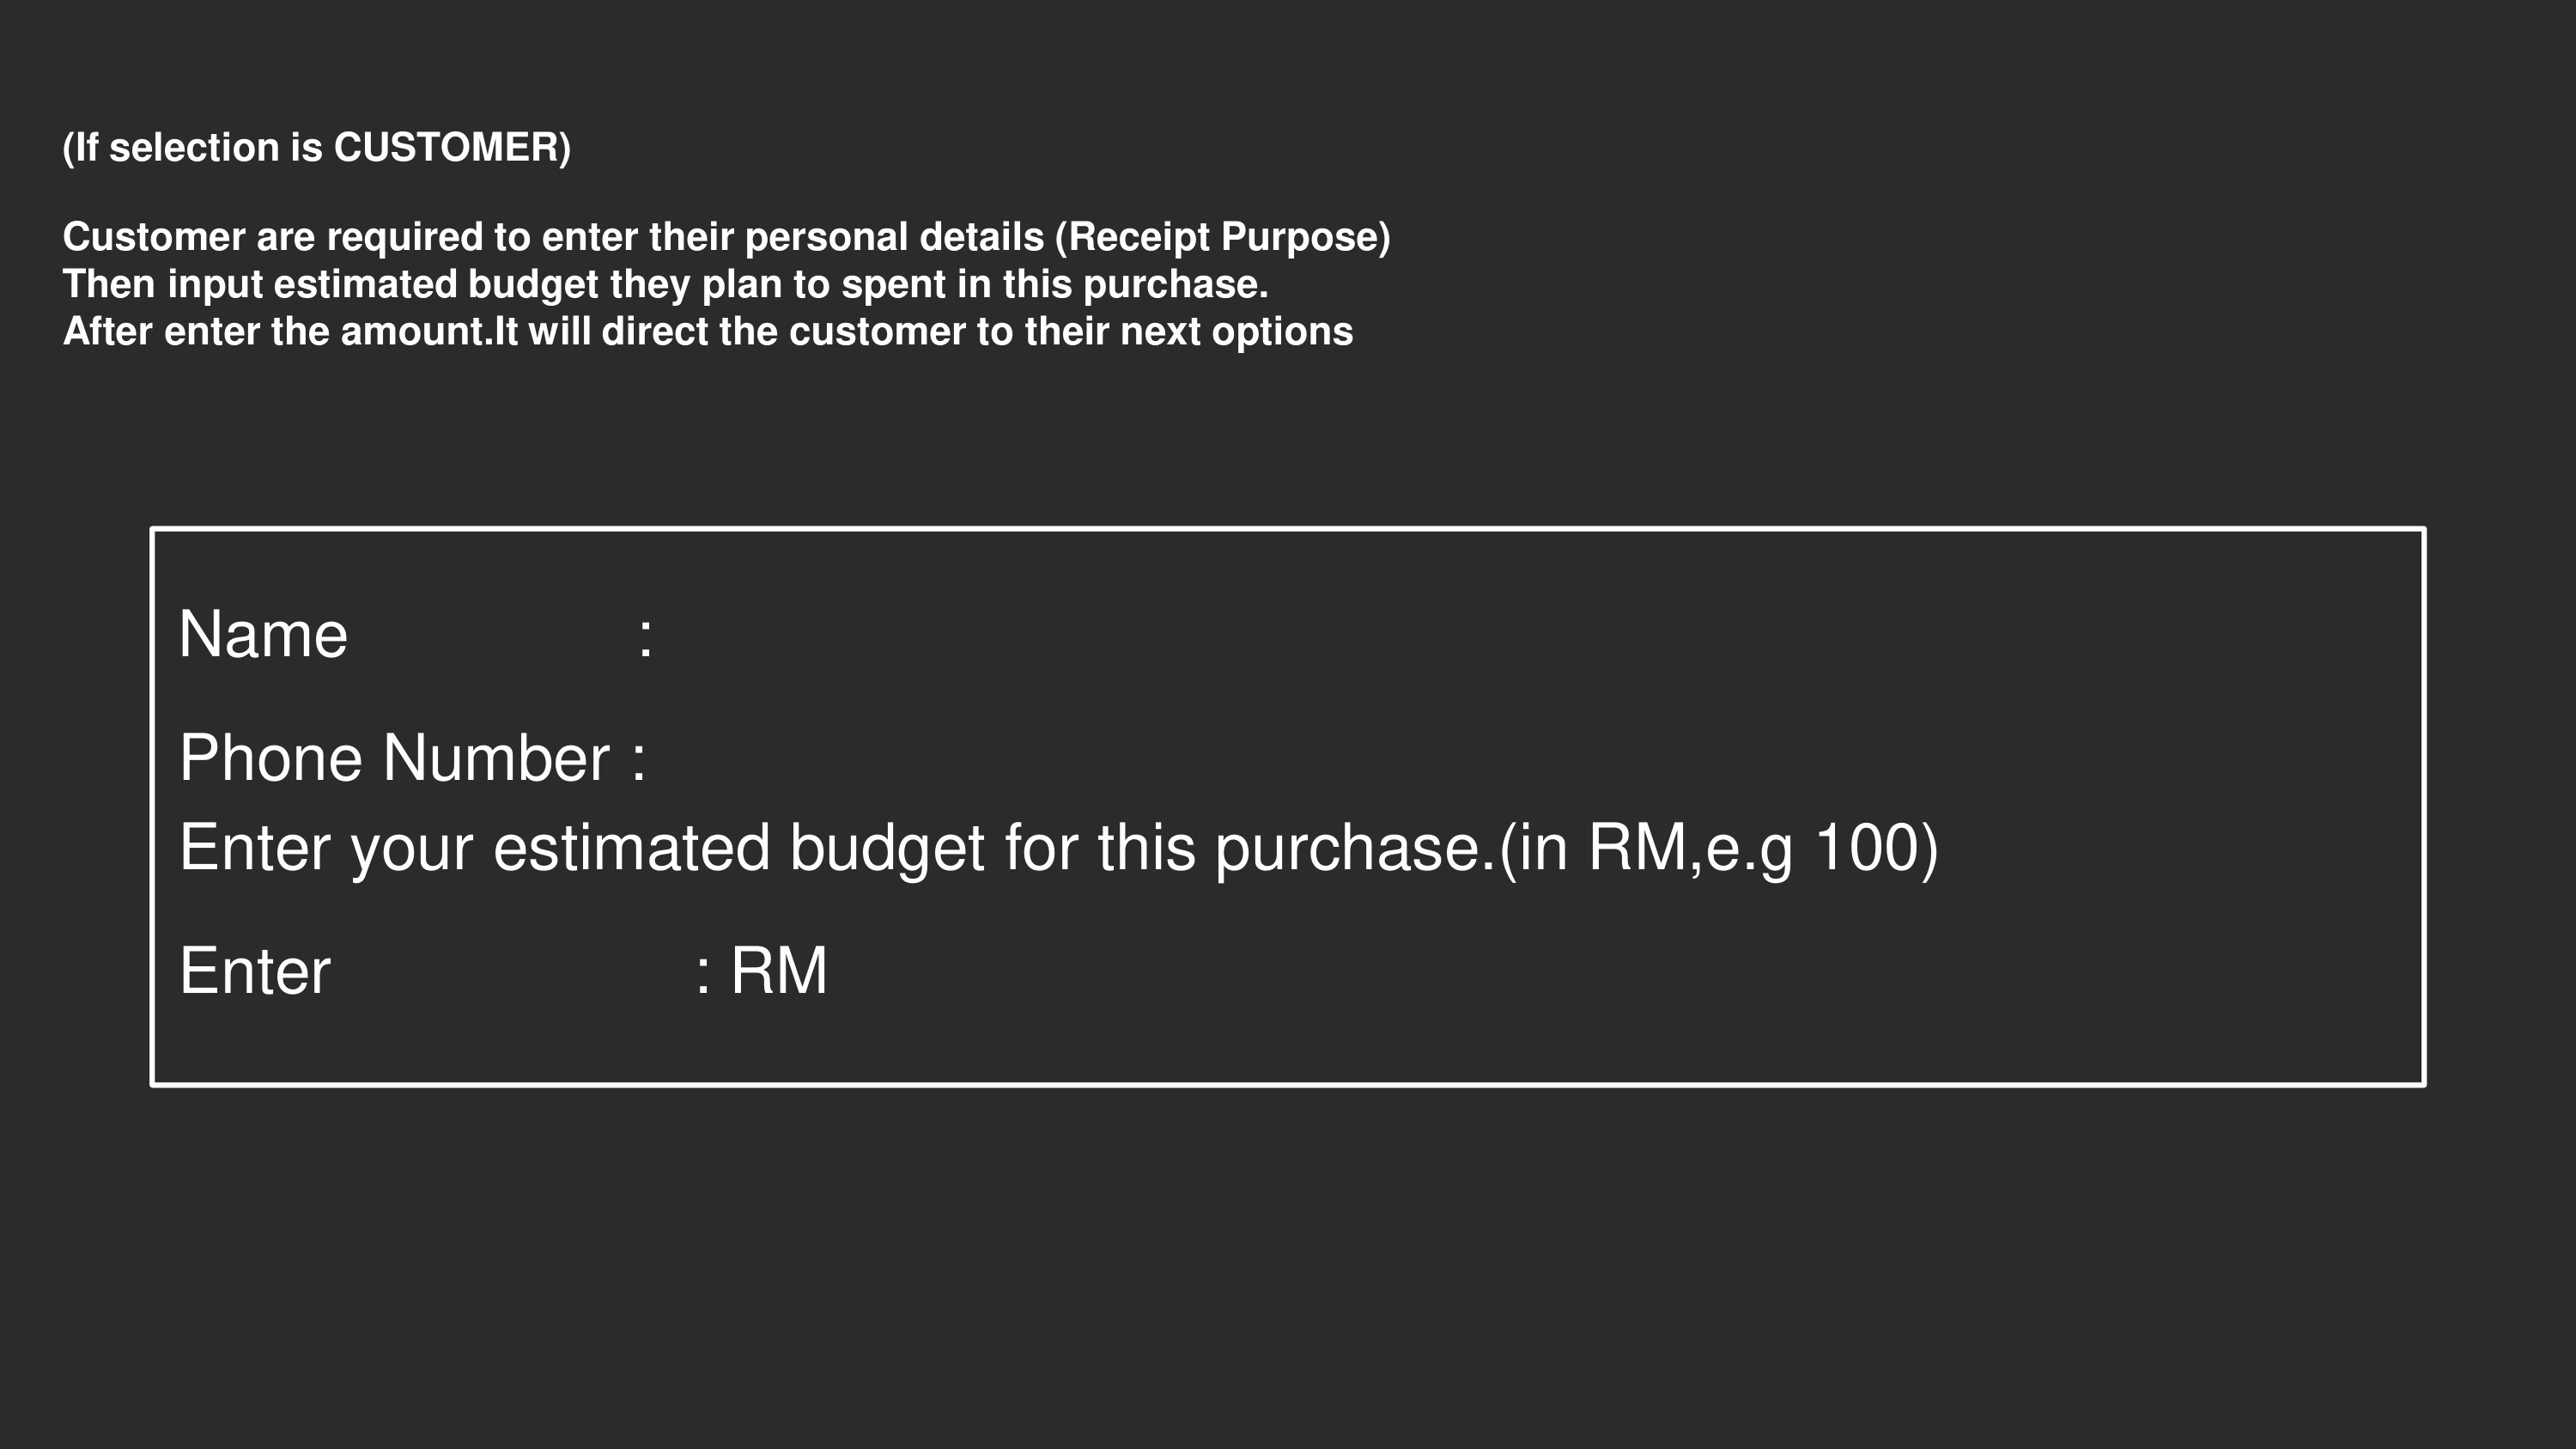 (If selection is CUSTOMER)
Customer are required to enter their personal details (Receipt Purpose)
Then input estimated budget they plan to spent in this purchase.
After enter the amount.It will direct the customer to their next options
Name :
Phone Number :
Enter your estimated budget for this purchase.(in RM,e.g 100)
Enter : RM